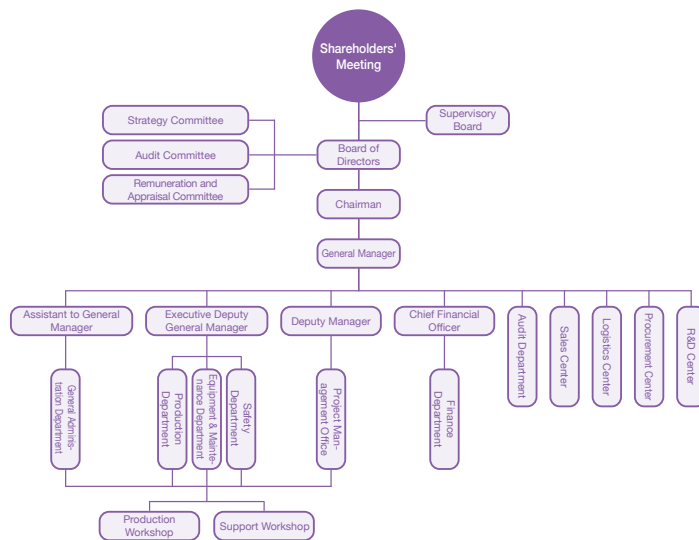 Shareholders'
Meeting
Strategy Committee
Supervisory
Board
Audit Committee
Board of
Directors
Remuneration and
Appraisal Committee
Chairman
General Manager
Assistant to General
Manager
Executive Deputy
General Manager
Deputy Manager
Chief Financial
Officer
Audit Department
Sales Center
Logistics Center
Procurement Center
R&D Center
General Adminis-
tration Department
Production
Department
Equipment & Mainte-
nance Department
Safety
Department
Project Man-
agement Office
Finance
Department
Production
Workshop
Support Workshop